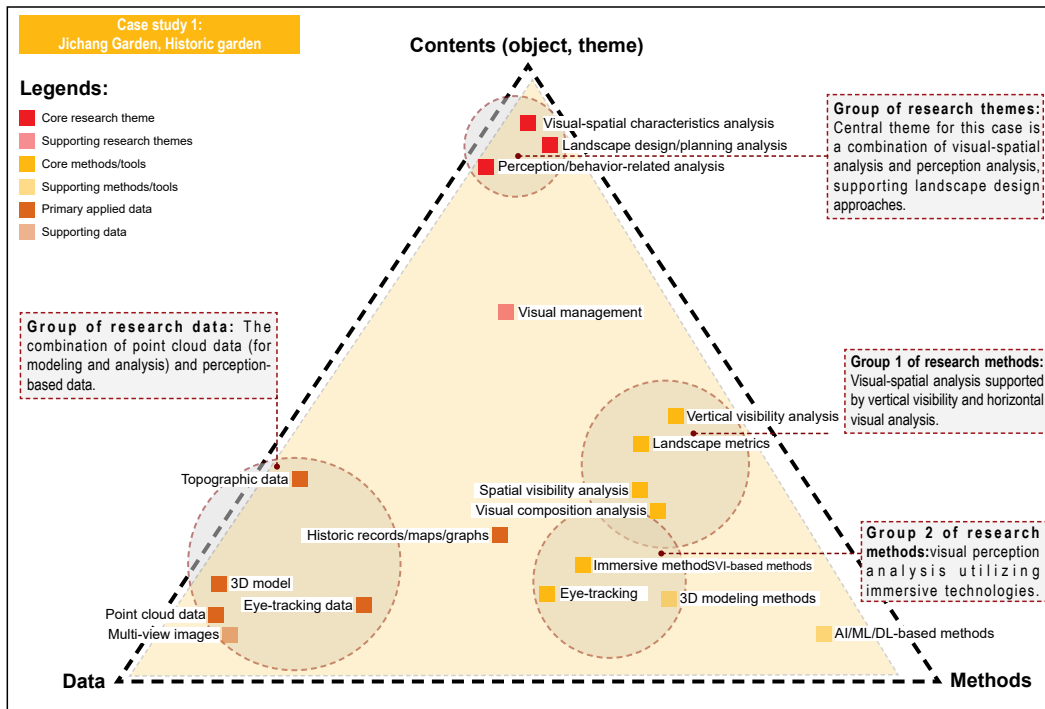 Case study 1:
Jichang Garden, Historic garden
Contents (object, theme)
Legends:
Core research theme
Supporting research themes
Core methods/tools
Supporting methods/tools
Primary applied data
Supporting data
Visual-spatial characteristics analysis
Landscape design/planning analysis
Perception/behavior-related analysis
Group of research themes:
Central theme for this case is
a combination of visual-spatial
analysis and perception analysis,
supporting landscape design
approaches.
Visual management
Group of research data: The
combination of point cloud data (for
modeling and analysis) and perception-
based data.
Group 1 of research methods:
Visual-spatial analysis supported
by vertical visibility and horizontal
visual analysis.
Vertical visibility analysis
Landscape metrics
Topographic data
Spatial visibility analysis
Visual composition analysis
Historic records/maps/graphs
Group 2 of research
methods:visual perception
analysis utilizing
immersive technologies.
Immersive methodSVI-based methods
3D model
Eye-tracking
3D modeling methods
Eye-tracking data
Point cloud data
Multi-view images
AI/ML/DL-based methods
Data
Methods